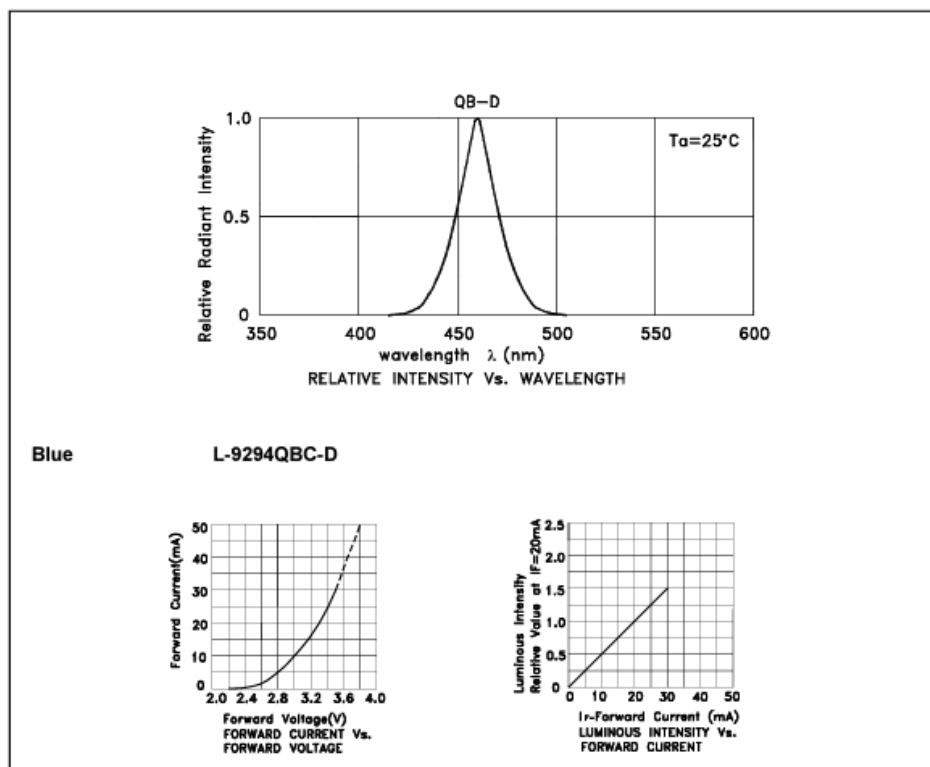 QB-D
1.0
Ta=25°C
Relative Radiant Intensity
0.5
0
350 400 450 500 550 600
wavelength λ (nm)
RELATIVE INTENSITY Vs. WAVELENGTH
Blue L-9294QBC-D
50
40
30
20
10
0
Forward Current(mA)
2.0 2.4 2.8 3.2 3.6 4.0
Forward Voltage(V)
FORWARD CURRENT Vs.
FORWARD VOLTAGE
2.5
2.0
1.5
1.0
0.5
0
Luminous Intensity
Relative Value at IF=20mA
0 10 20 30 40 50
Ir-Forward Current (mA)
LUMINOUS INTENSITY Vs.
FORWARD CURRENT